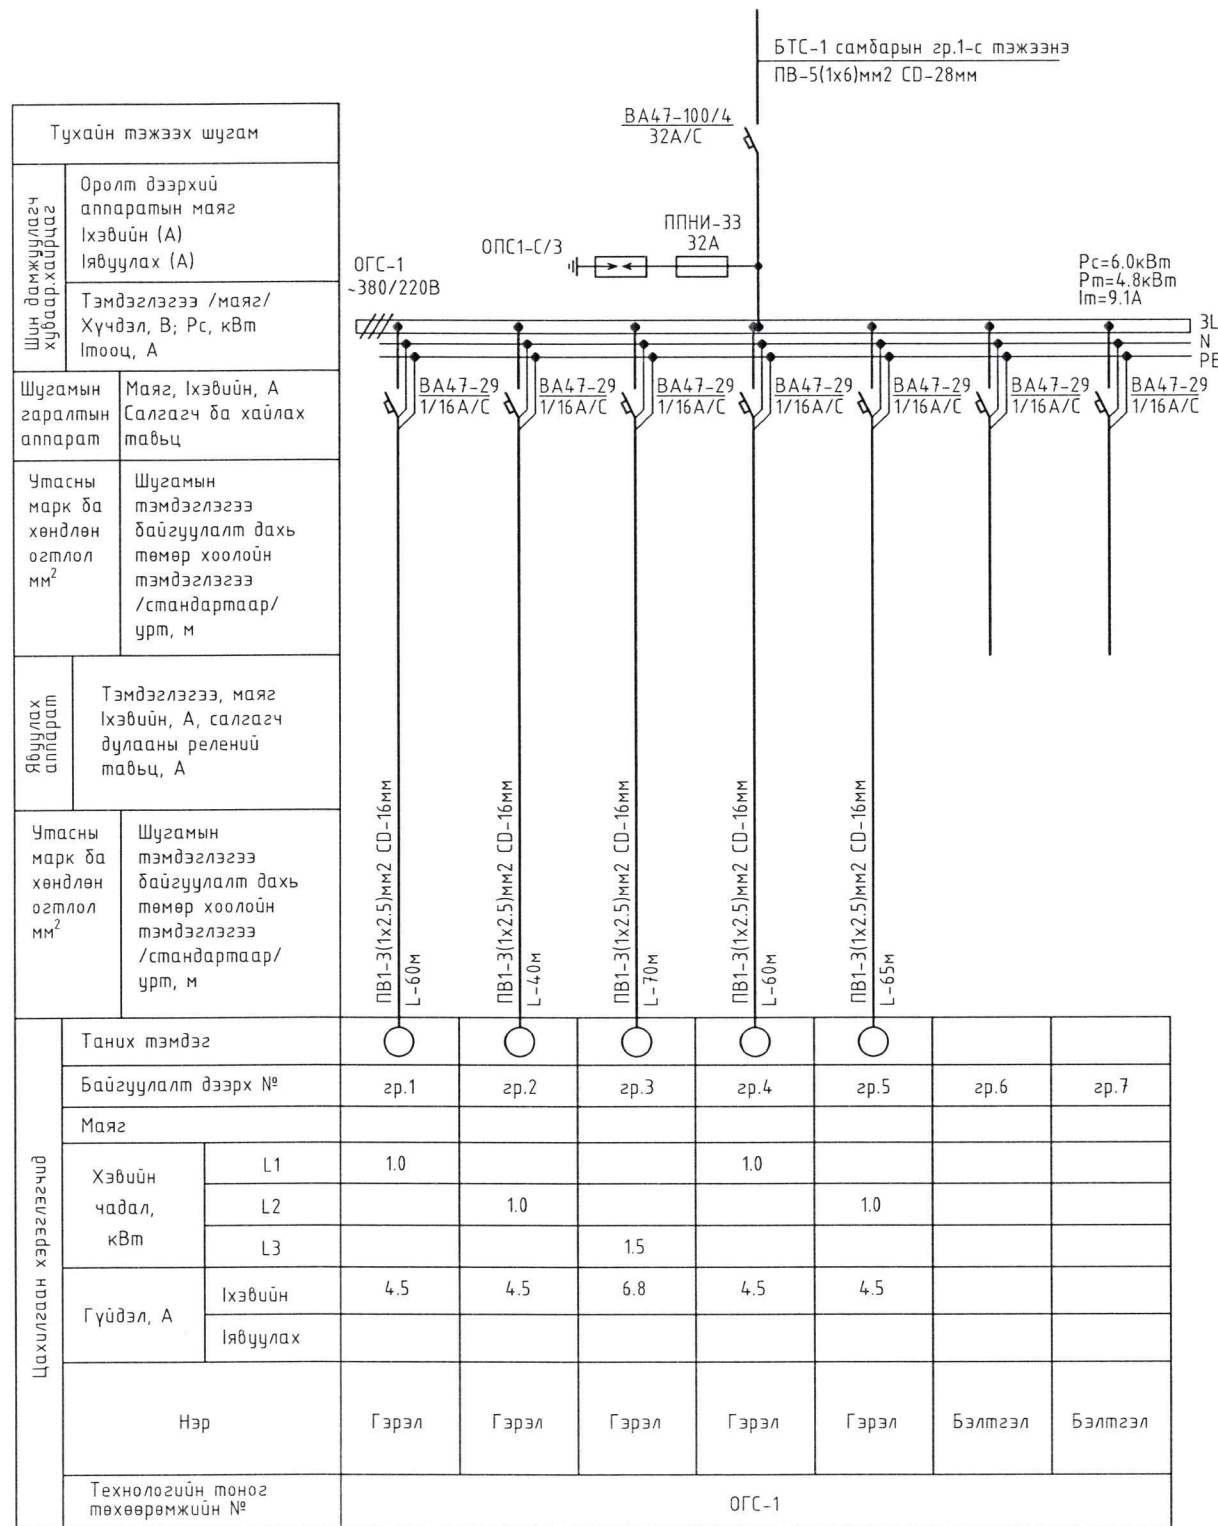 БТС-1 самбарын гр.1-с тэжээнэ
ПВ-5(1х6)мм2 CD-28мм
ВА47-100/4
32А/С
ППНИ-33
32А
ОПС1-С/3
ОГС-1
~380/220В
Рс=6.0кВт
Рт=4.8кВт
Iт=9.1А
3L
N
PE
ВА47-29
1/16А/С
ВА47-29
1/16А/С
ВА47-29
1/16А/С
ВА47-29
1/16А/С
ВА47-29
1/16А/С
ВА47-29
1/16А/С
ВА47-29
1/16А/С
Тухайн тэжээх шугам
Шин дамжуулагч
хуваар.хайрцаг
Оролт дээрхий
аппаратын маяг
Iхэвийн (А)
Iявуулах (А)
Тэмдэглэгээ /маяг/
Хүчдэл, В; Рс, кВт
Iтооц, А
Шугамын
гаралтын
аппарат
Маяг, Iхэвийн, А
Салгагч ба хайлах
тавьц
Утасны
марк ба
хөндлөн
огтлол
мм²
Шугамын
тэмдэглэгээ
байгуулалт дахь
төмөр хоолойн
тэмдэглэгээ
/стандартаар/
урт, м
Явуулах
аппарат
Тэмдэглэгээ, маяг
Iхэвийн, А, салгагч
дулааны релений
тавьц, А
Утасны
марк ба
хөндлөн
огтлол
мм²
Шугамын
тэмдэглэгээ
байгуулалт дахь
төмөр хоолойн
тэмдэглэгээ
/стандартаар/
урт, м
ПВ1-3(1х2.5)мм2 CD-16мм
L-60м
ПВ1-3(1х2.5)мм2 CD-16мм
L-40м
ПВ1-3(1х2.5)мм2 CD-16мм
L-70м
ПВ1-3(1х2.5)мм2 CD-16мм
L-60м
ПВ1-3(1х2.5)мм2 CD-16мм
L-65м
Цахилгаан хэрэглэгчид
Таних тэмдэг
Байгуулалт дээрх № гр.1 гр.2 гр.3 гр.4 гр.5 гр.6 гр.7
Маяг
Хэвийн
чадал,
кВт
L1 1.0 1.0
L2 1.0 1.0
L3 1.5
Гүйдэл, А
Iхэвийн 4.5 4.5 6.8 4.5 4.5
Iявуулах
Нэр Гэрэл Гэрэл Гэрэл Гэрэл Гэрэл Бэлтгэл Бэлтгэл
Технологийн тоног
төхөөрөмжийн №
ОГС-1